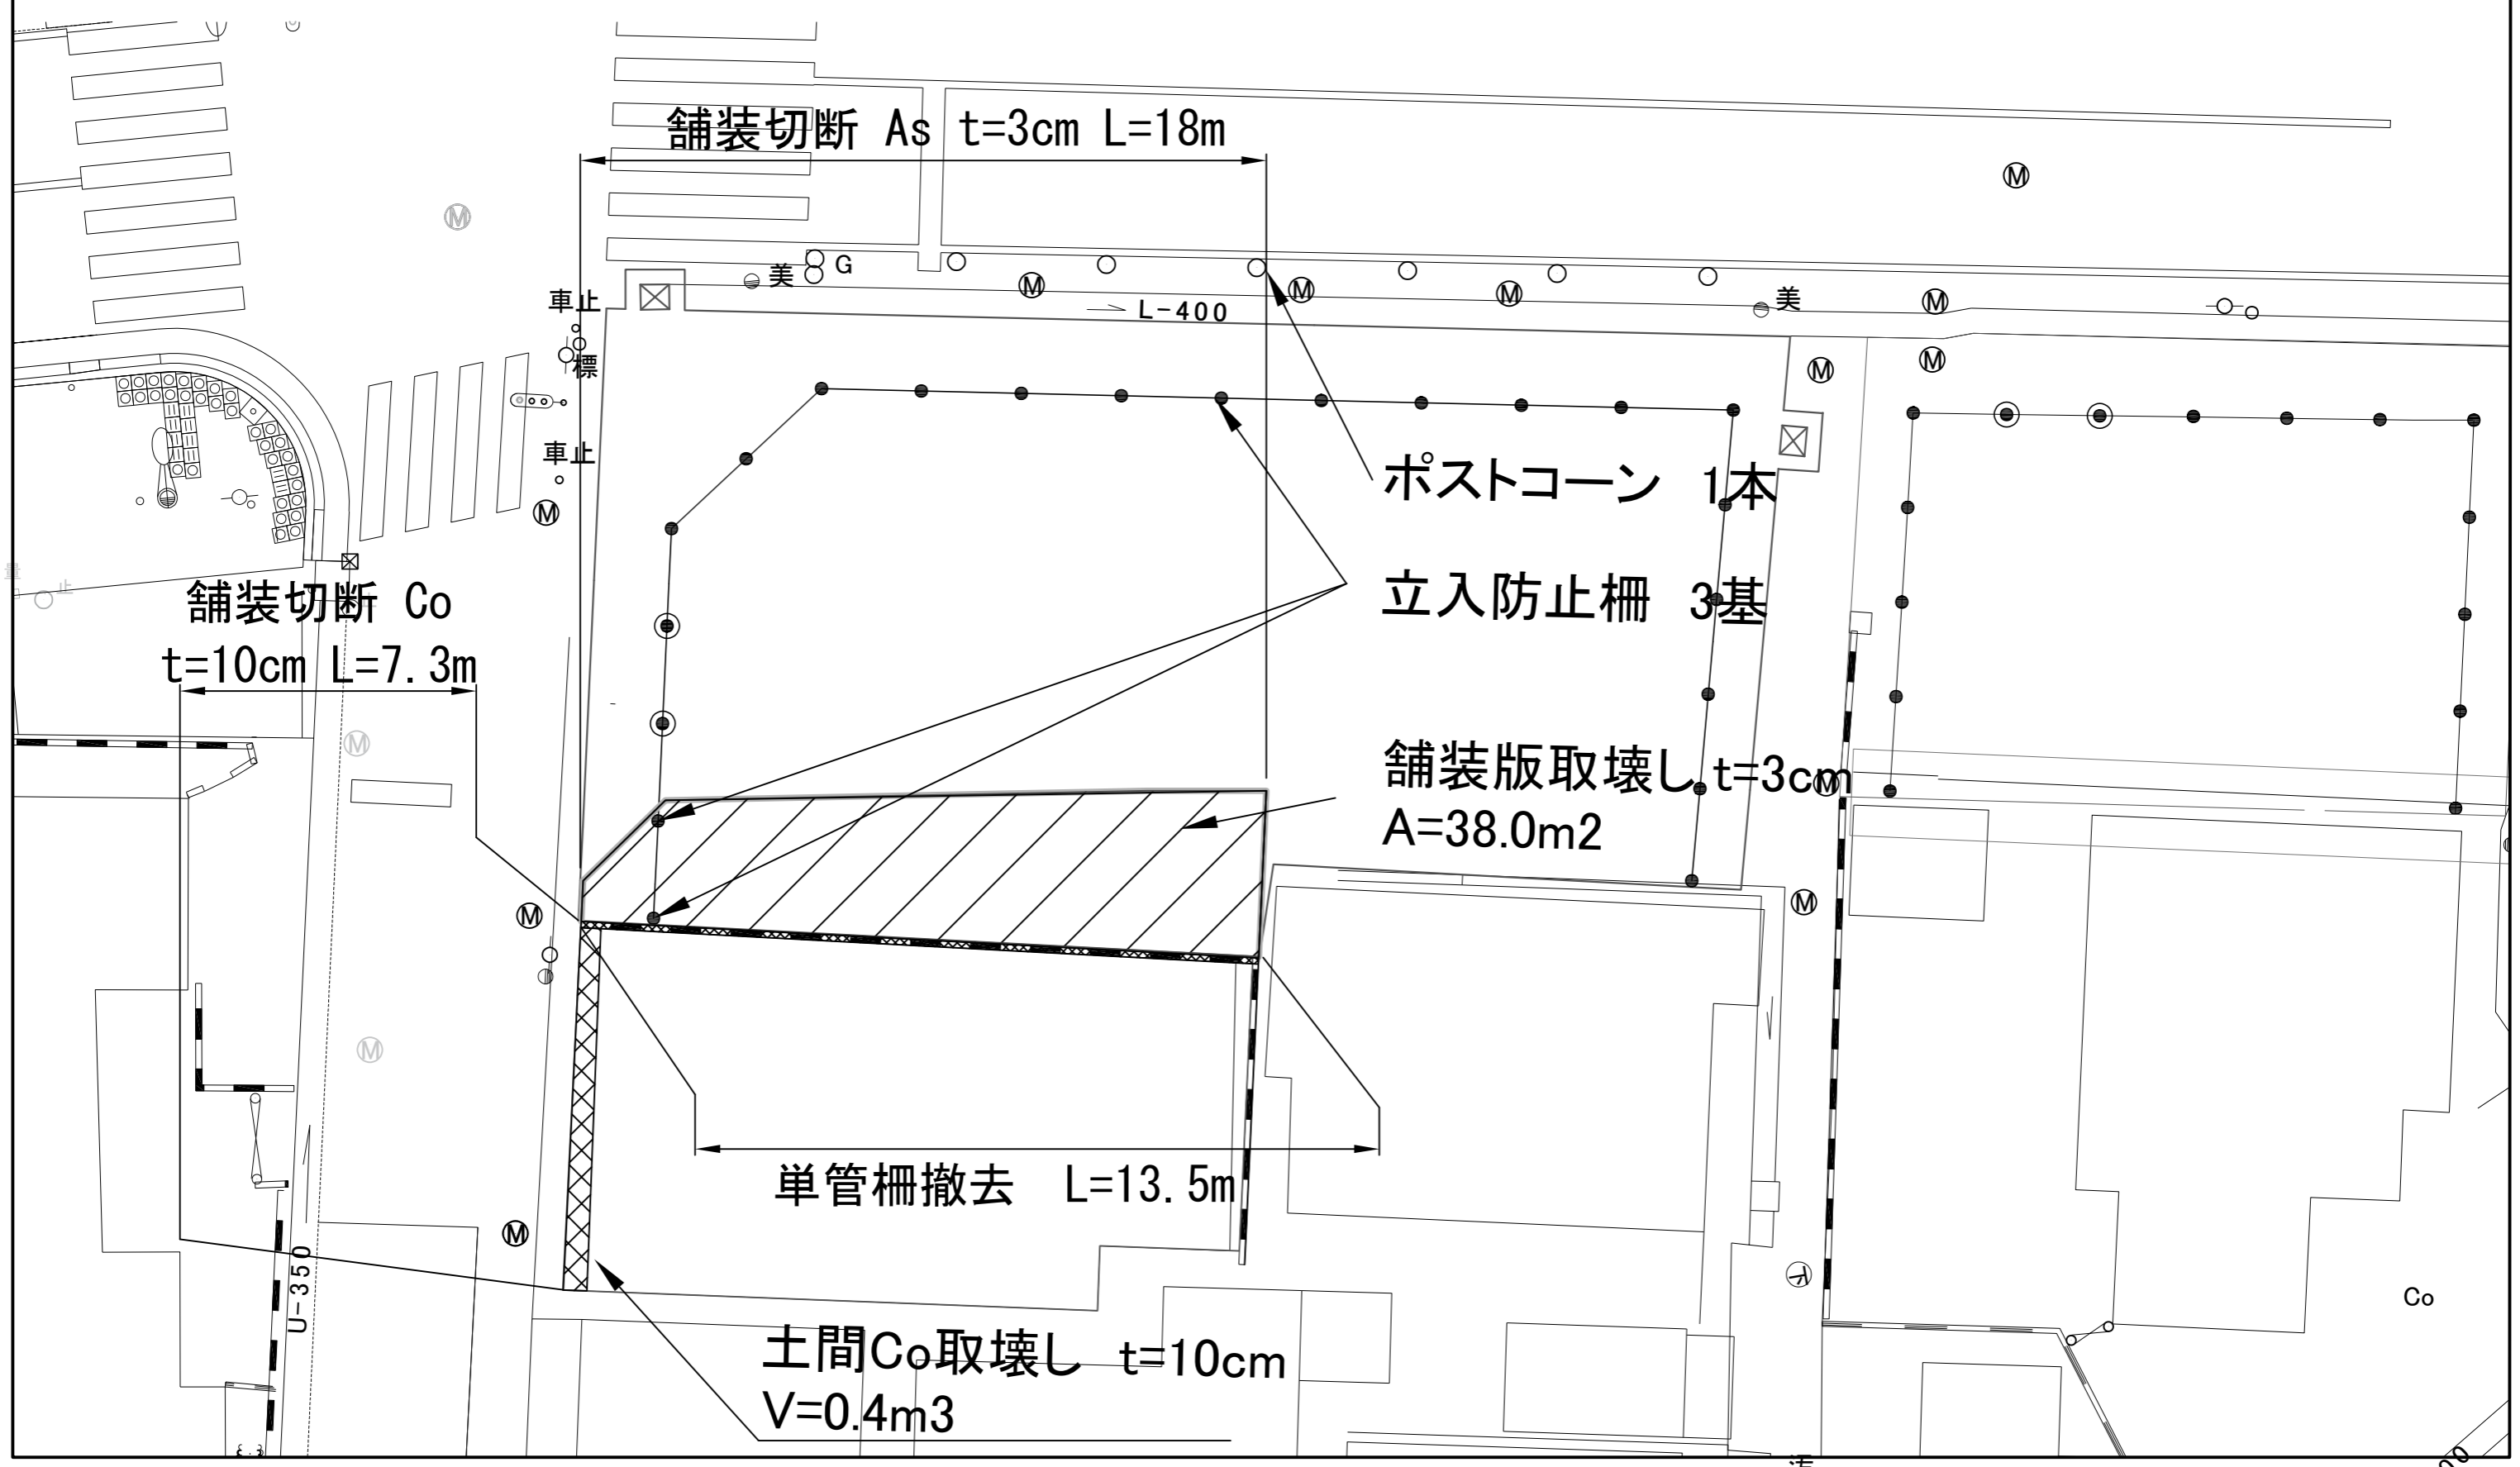 舗装切断 As t=3cm L=18m
Ⓜ
Ⓜ
美
G
Ⓜ
Ⓜ
Ⓜ
美
Ⓜ
車止
L-400
標
Ⓜ
Ⓜ
車止
Ⓜ
ポストコーン 1本
止
舗装切断 Co
t=10cm L=7.3m
立入防止柵 3基
Ⓜ
舗装版取壊し t=3cm
A=38.0m2
Ⓜ
Ⓜ
Ⓜ
Ⓜ
単管柵撤去 L=13.5m
Ⓜ
U-350
Co
土間Co取壊し t=10cm
V=0.4m3